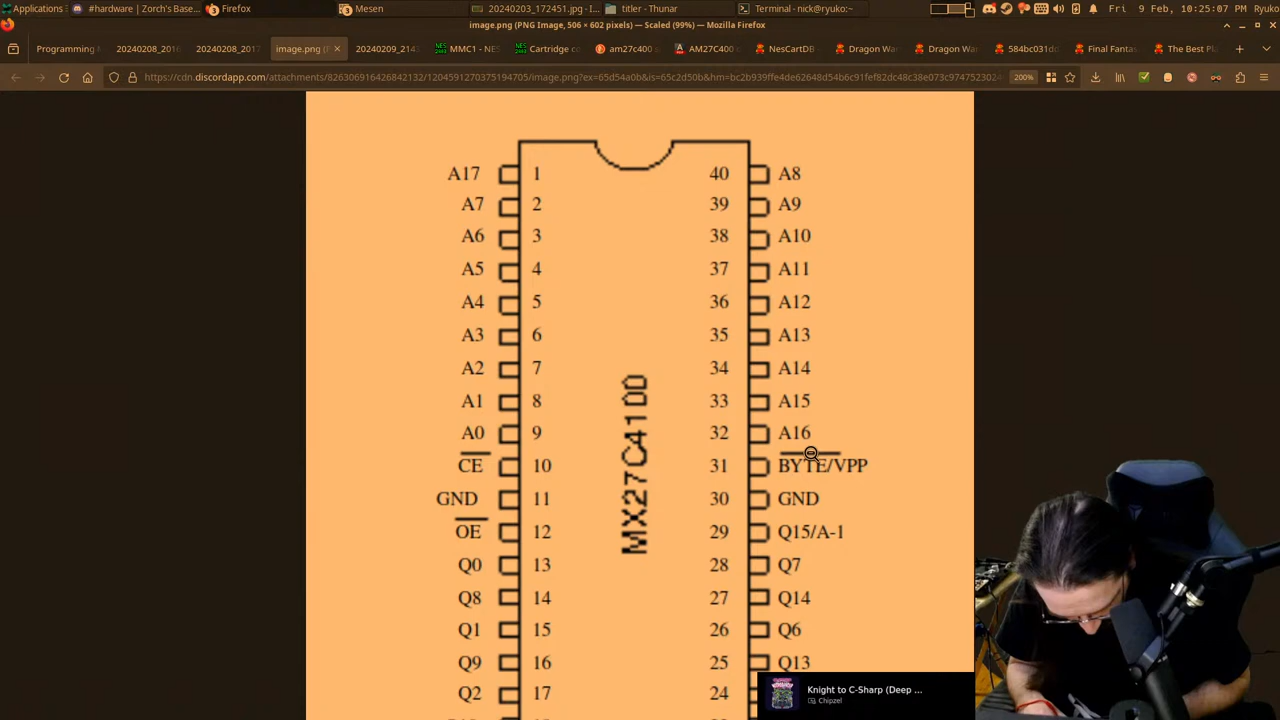 Applications
#hardware | Zorch's Base...
Firefox
Mesen
20240203_172451.jpg - I...
titler - Thunar
Terminal - nick@ryuko:~
Fri 9 Feb, 10:25:07 PM Ryuko
image.png (PNG Image, 506 × 602 pixels) — Scaled (99%) — Mozilla Firefox
Programming
20240208_201
20240208_201
image.png (
20240209_214
MMC1 - NES
Cartridge co
am27c400
AM27C400
NesCartDB
Dragon War
Dragon War
584bc031dc
Final Fantas
The Best Pl
200%
A17 1 40 A8
A7 2 39 A9
A6 3 38 A10
A5 4 37 A11
A4 5 36 A12
A3 6 35 A13
A2 7 34 A14
A1 8 33 A15
A0 9 32 A16
CE 10 31 BYTE/VPP
GND 11 30 GND
OE 12 29 Q15/A-1
Q0 13 28 Q7
Q8 14 27 Q14
Q1 15 26 Q6
Q9 16 25 Q13
Q2 17 24
MX27C4100
Knight to C-Sharp (Deep ...
Chipzel